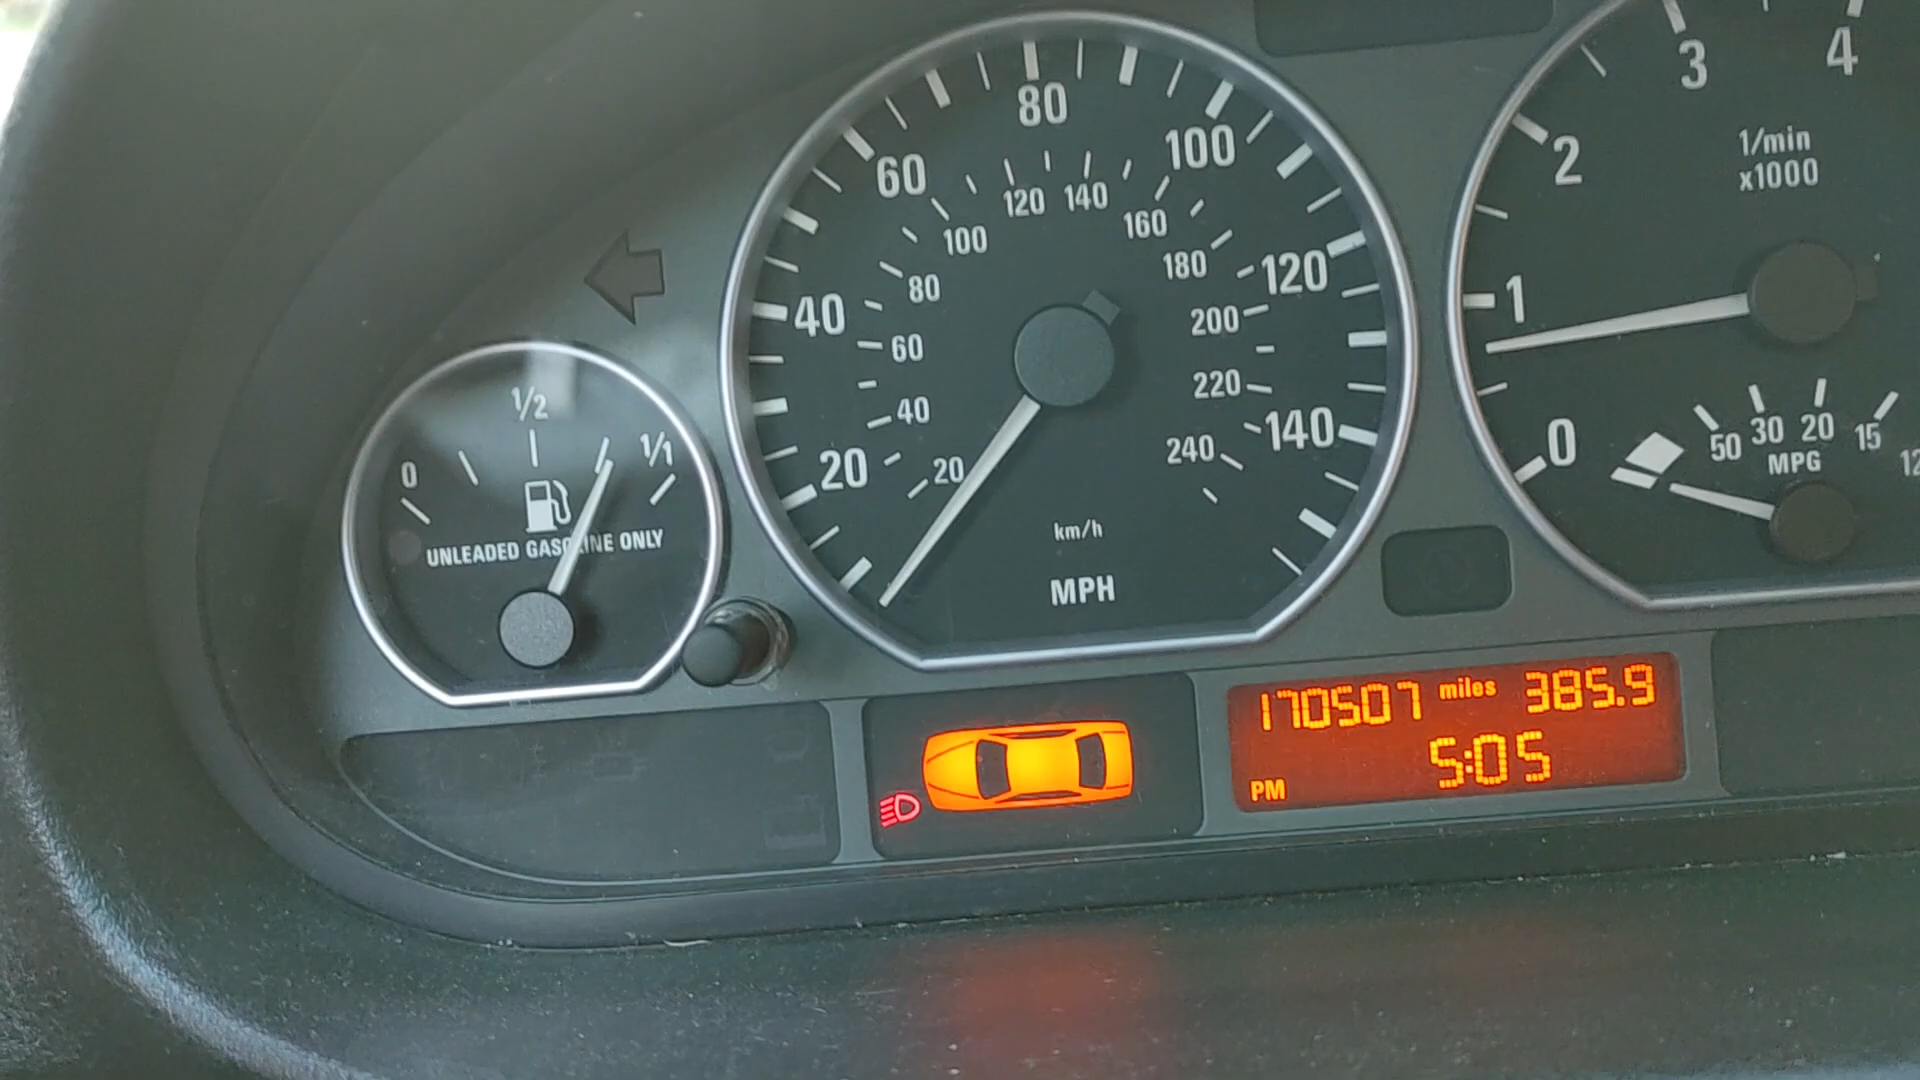 0 1/2 1/1
UNLEADED GASOLINE ONLY
20 40 60 80 100 120 140
20 40 60 80 100 120 140 160 180 200 220 240
km/h
MPH
0 1 2 3 4
1/min
x1000
50 30 20 15 12
MPG
170507 miles 385.9
PM 5:05